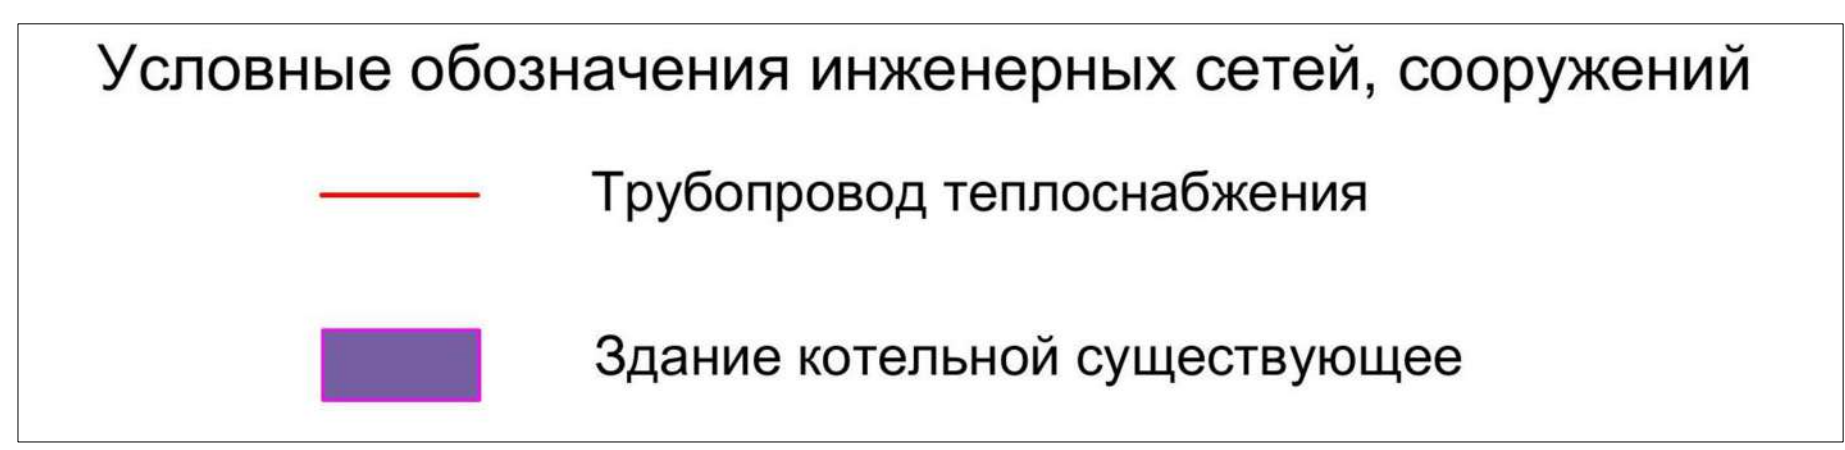 Условные обозначения инженерных сетей, сооружений
Трубопровод теплоснабжения
Здание котельной существующее